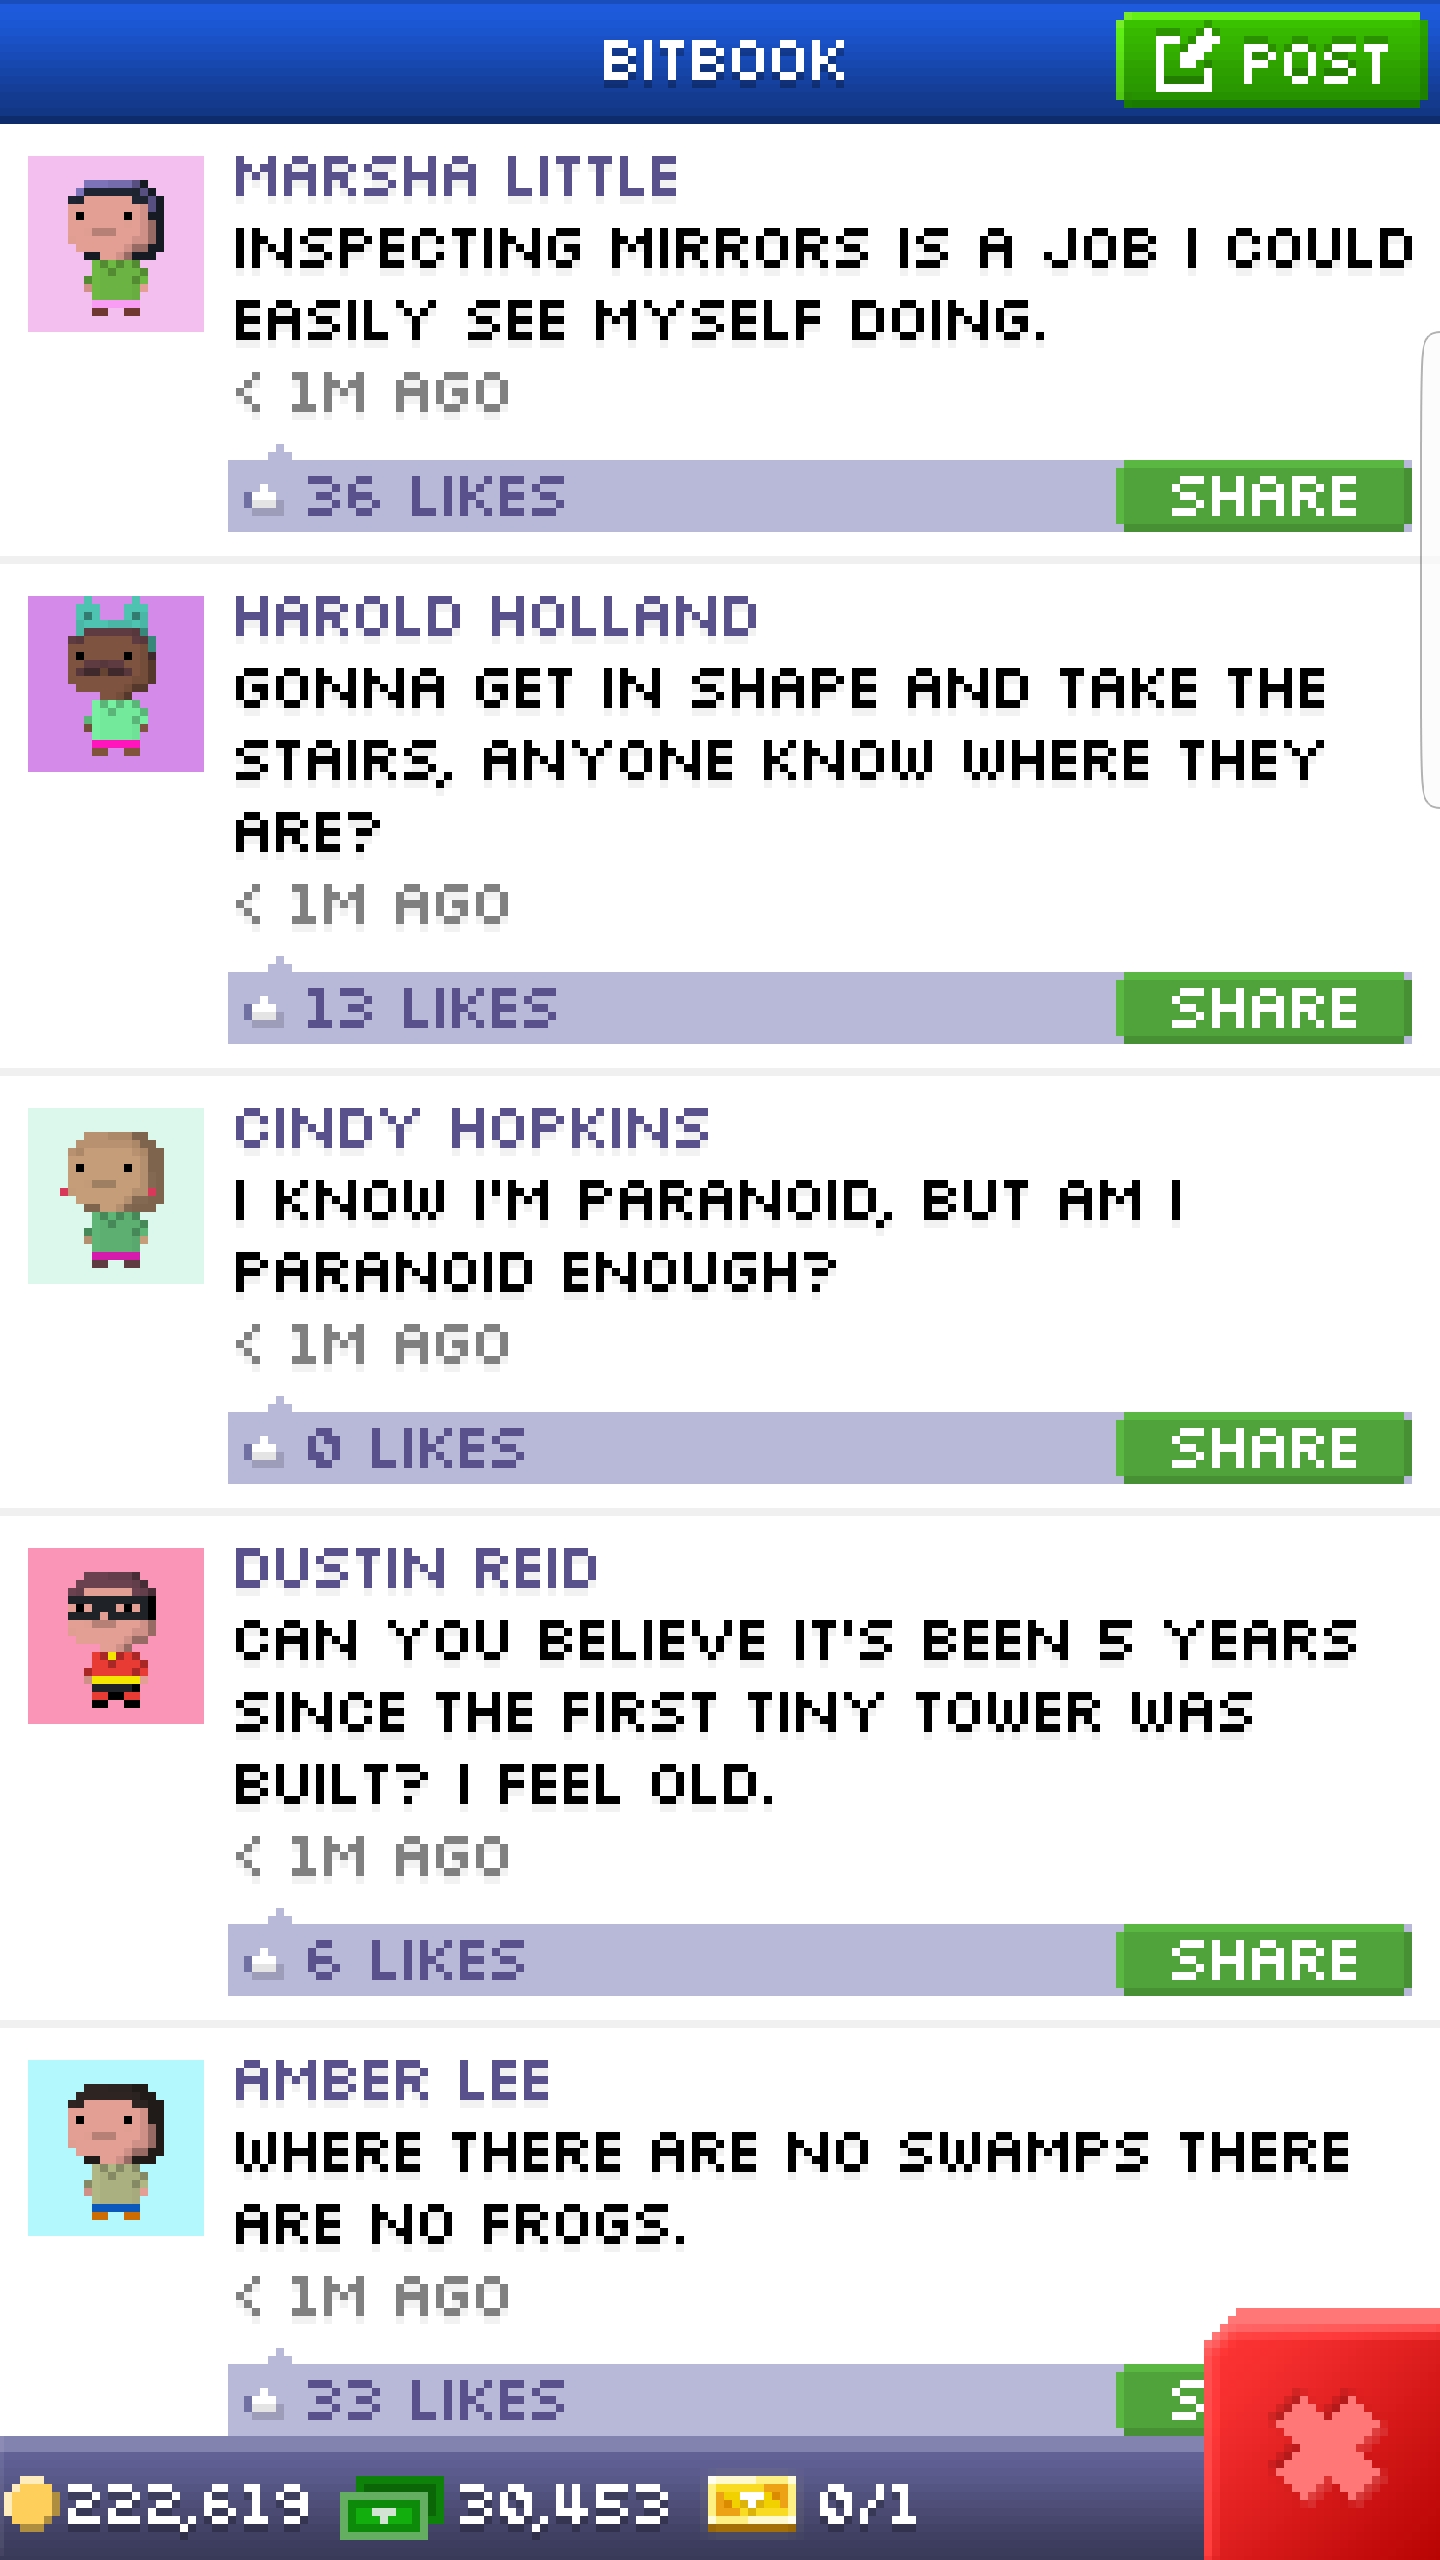 BITBOOK
POST
MARSHA LITTLE
INSPECTING MIRRORS IS A JOB I COULD
EASILY SEE MYSELF DOING.
< 1M AGO
36 LIKES
SHARE
HAROLD HOLLAND
GONNA GET IN SHAPE AND TAKE THE
STAIRS, ANYONE KNOW WHERE THEY
ARE?
< 1M AGO
13 LIKES
SHARE
CINDY HOPKINS
I KNOW I'M PARANOID, BUT AM I
PARANOID ENOUGH?
< 1M AGO
0 LIKES
SHARE
DUSTIN REID
CAN YOU BELIEVE IT'S BEEN 5 YEARS
SINCE THE FIRST TINY TOWER WAS
BUILT? I FEEL OLD.
< 1M AGO
6 LIKES
SHARE
AMBER LEE
WHERE THERE ARE NO SWAMPS THERE
ARE NO FROGS.
< 1M AGO
33 LIKES
S
222,619
30,453
0/1